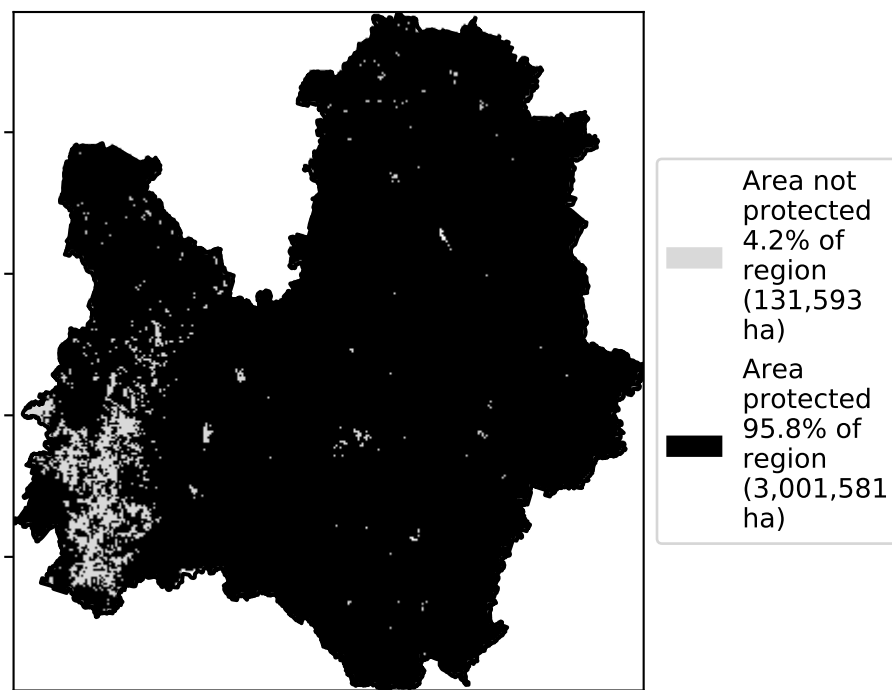 Area not
protected
4.2% of
region
(131,593
ha)
Area
protected
95.8% of
region
(3,001,581
ha)